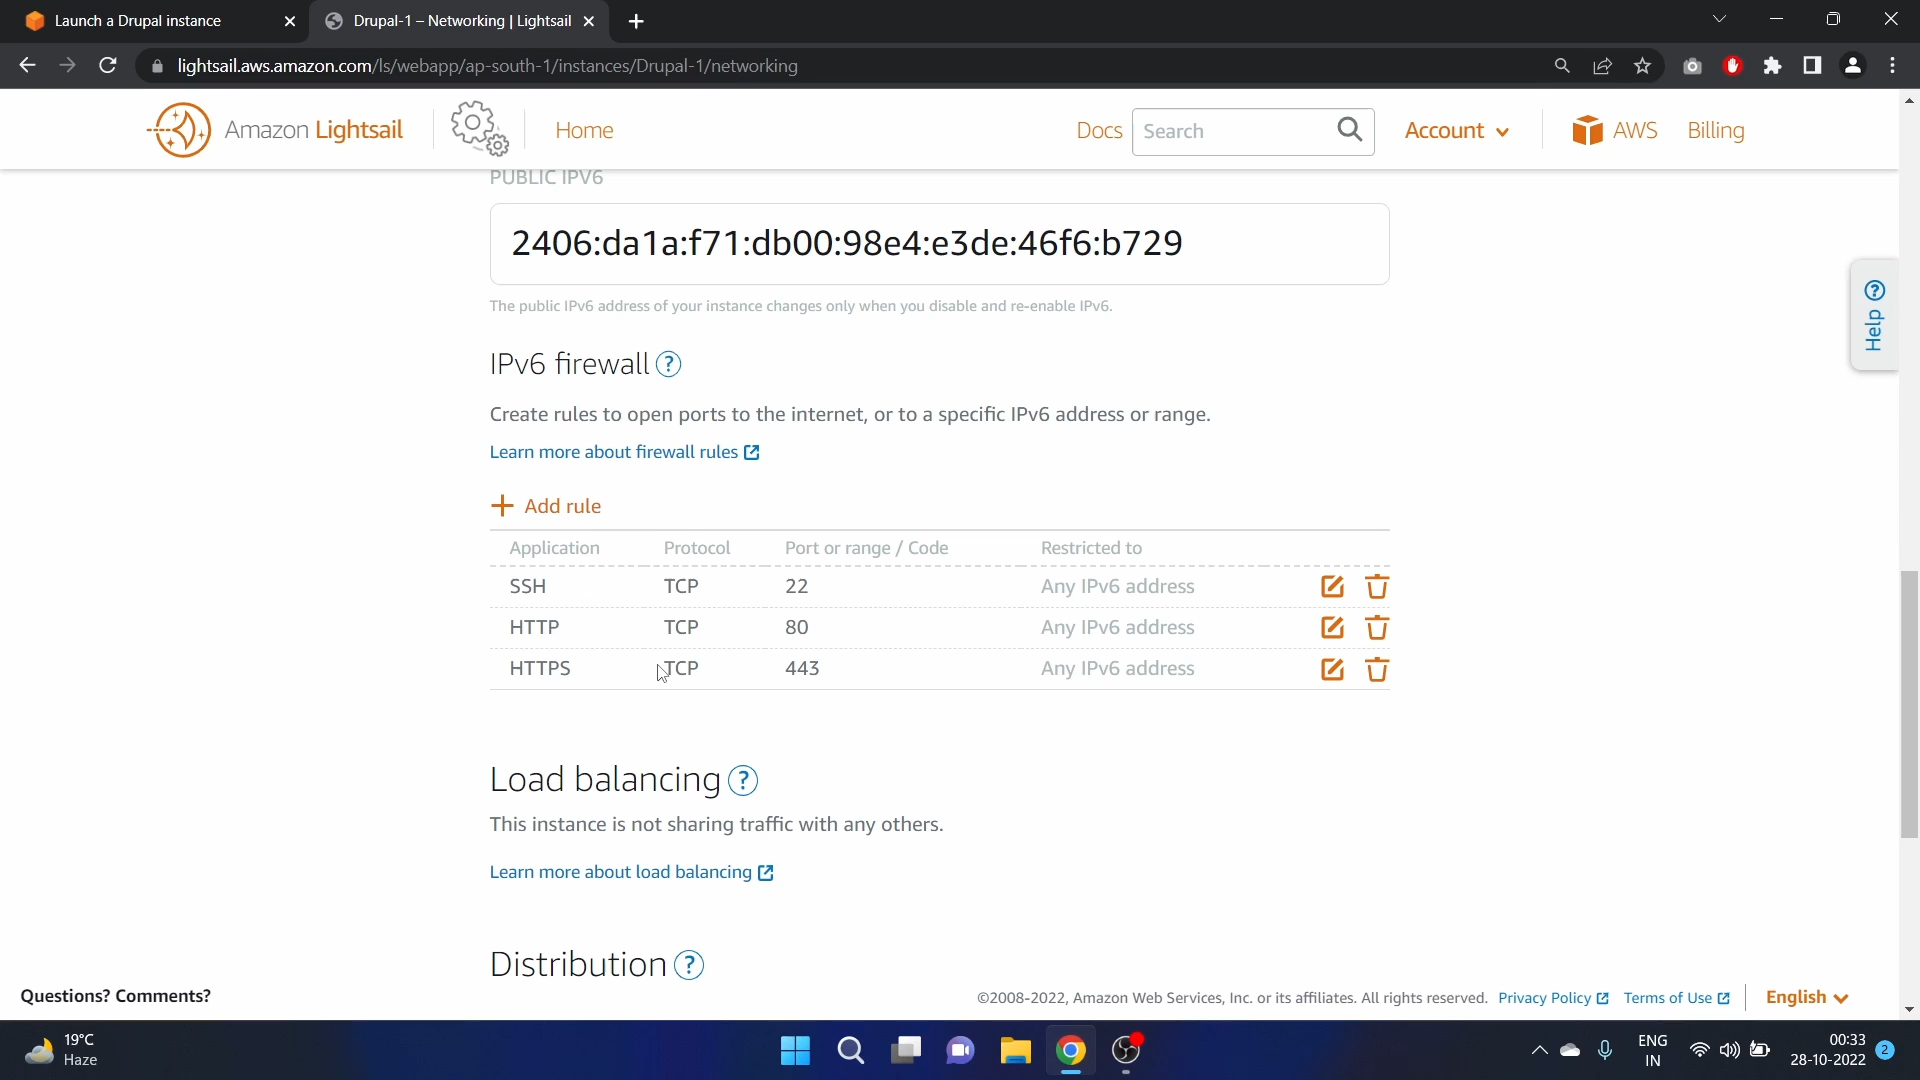 Launch a Drupal instance
Drupal-1 – Networking | Lightsail
lightsail.aws.amazon.com/ls/webapp/ap-south-1/instances/Drupal-1/networking
Amazon Lightsail
Home
Docs
Search
Account
AWS
Billing
PUBLIC IPV6
2406:da1a:f71:db00:98e4:e3de:46f6:b729
The public IPv6 address of your instance changes only when you disable and re-enable IPv6.
Help ?
IPv6 firewall ?
Create rules to open ports to the internet, or to a specific IPv6 address or range.
Learn more about firewall rules
+ Add rule
Application Protocol Port or range / Code Restricted to
SSH TCP 22 Any IPv6 address
HTTP TCP 80 Any IPv6 address
HTTPS TCP 443 Any IPv6 address
Load balancing ?
This instance is not sharing traffic with any others.
Learn more about load balancing
Distribution ?
Questions? Comments?
©2008-2022, Amazon Web Services, Inc. or its affiliates. All rights reserved. Privacy Policy Terms of Use English
19°C
Haze
ENG
IN
00:33
28-10-2022
2